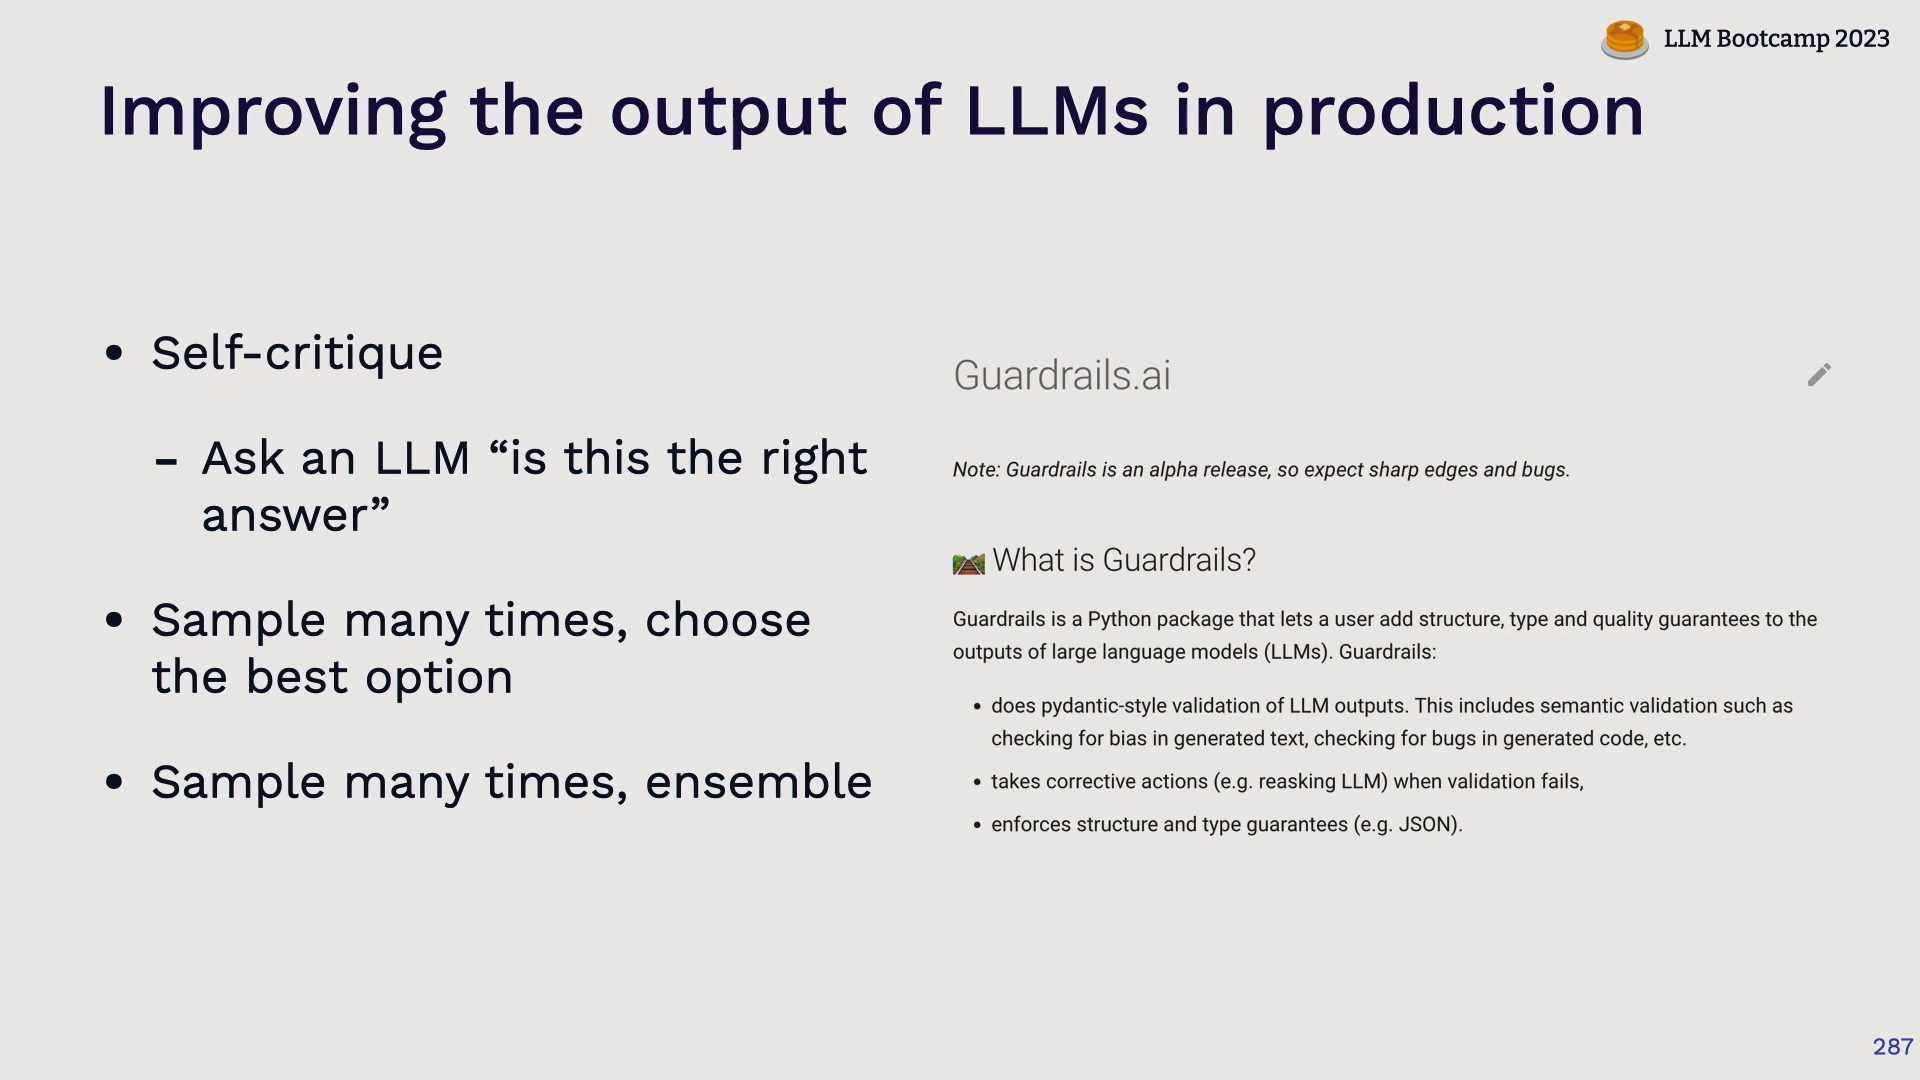 LLM Bootcamp 2023
Improving the output of LLMs in production
• Self-critique
– Ask an LLM “is this the right
answer”
• Sample many times, choose
the best option
• Sample many times, ensemble
Guardrails.ai
Note: Guardrails is an alpha release, so expect sharp edges and bugs.
What is Guardrails?
Guardrails is a Python package that lets a user add structure, type and quality guarantees to the
outputs of large language models (LLMs). Guardrails:
• does pydantic-style validation of LLM outputs. This includes semantic validation such as
checking for bias in generated text, checking for bugs in generated code, etc.
• takes corrective actions (e.g. reasking LLM) when validation fails,
• enforces structure and type guarantees (e.g. JSON).
287